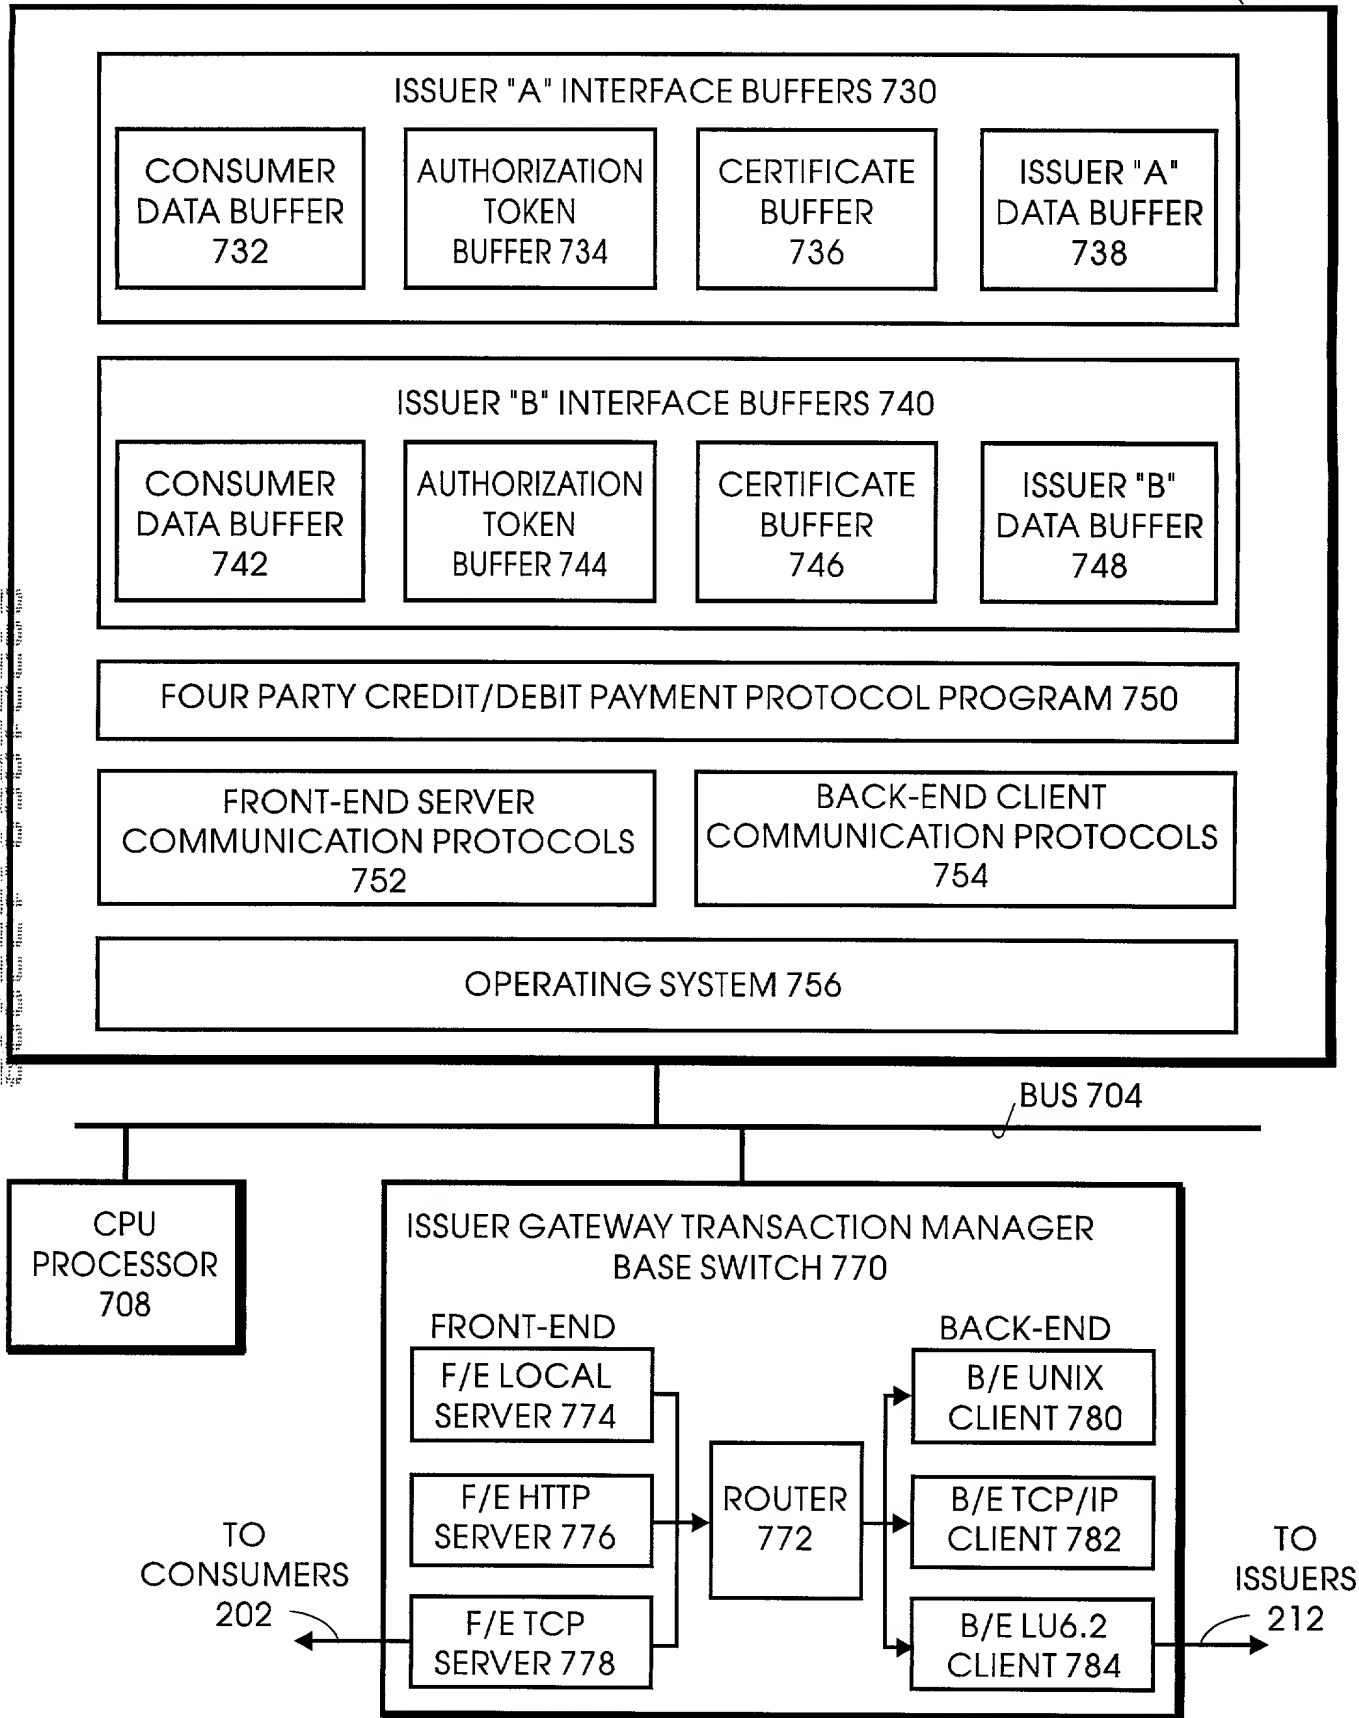 ISSUER "A" INTERFACE BUFFERS 730
CONSUMER
DATA BUFFER
732
AUTHORIZATION
TOKEN
BUFFER 734
CERTIFICATE
BUFFER
736
ISSUER "A"
DATA BUFFER
738
ISSUER "B" INTERFACE BUFFERS 740
CONSUMER
DATA BUFFER
742
AUTHORIZATION
TOKEN
BUFFER 744
CERTIFICATE
BUFFER
746
ISSUER "B"
DATA BUFFER
748
FOUR PARTY CREDIT/DEBIT PAYMENT PROTOCOL PROGRAM 750
FRONT-END SERVER
COMMUNICATION PROTOCOLS
752
BACK-END CLIENT
COMMUNICATION PROTOCOLS
754
OPERATING SYSTEM 756
BUS 704
CPU
PROCESSOR
708
ISSUER GATEWAY TRANSACTION MANAGER
BASE SWITCH 770
FRONT-END
F/E LOCAL
SERVER 774
F/E HTTP
SERVER 776
F/E TCP
SERVER 778
ROUTER
772
BACK-END
B/E UNIX
CLIENT 780
B/E TCP/IP
CLIENT 782
B/E LU6.2
CLIENT 784
TO
CONSUMERS
202
TO
ISSUERS
212